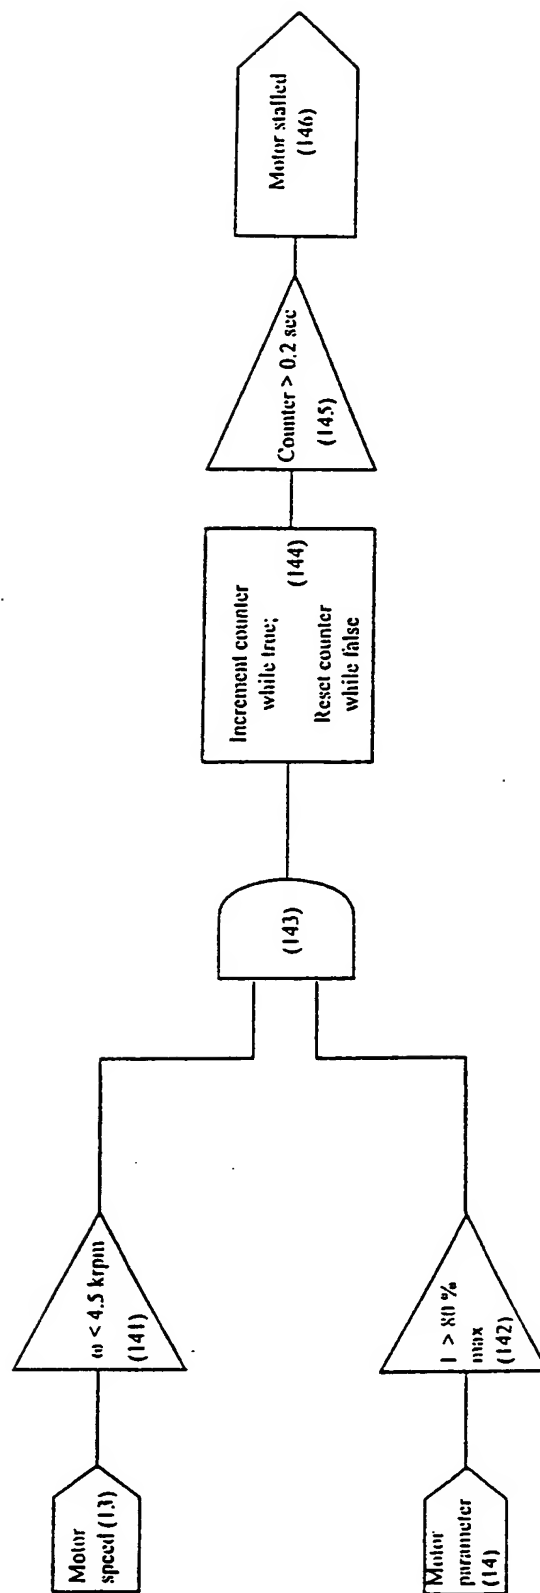 Motor
speed (13)
ω < 4.5 krpm
(141)
Motor
parameter
(14)
I > 80 %
max
(142)
(143)
Increment counter
while true;
(144)
Reset counter
while false
Counter > 0.2 sec
(145)
Motor stalled
(146)